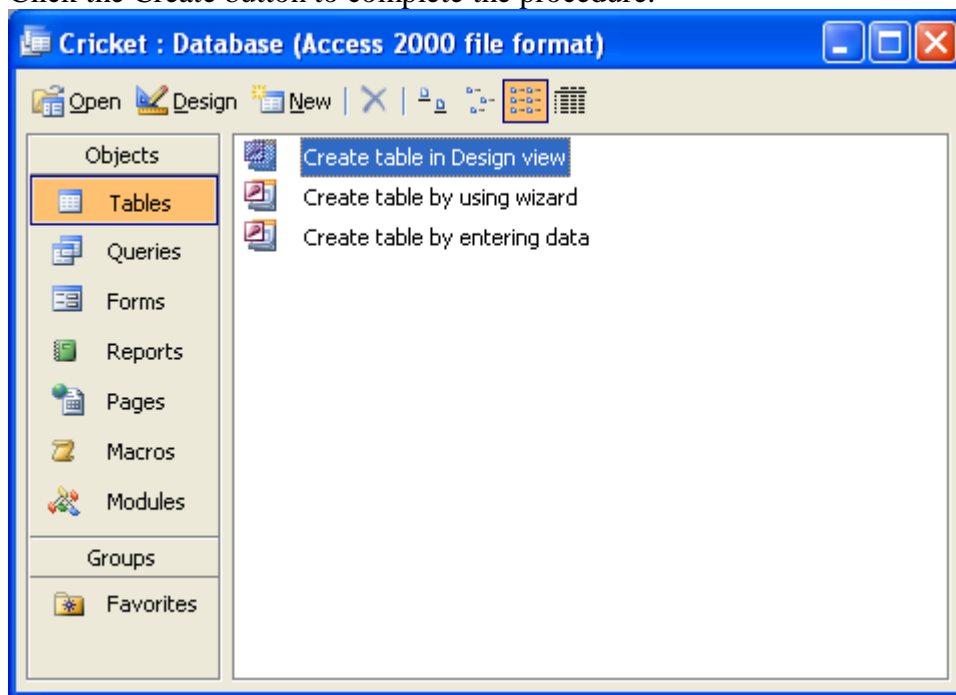 Click the Create button to complete the procedure.
Cricket : Database (Access 2000 file format)
Open Design New
Objects
Tables
Queries
Forms
Reports
Pages
Macros
Modules
Groups
Favorites
Create table in Design view
Create table by using wizard
Create table by entering data